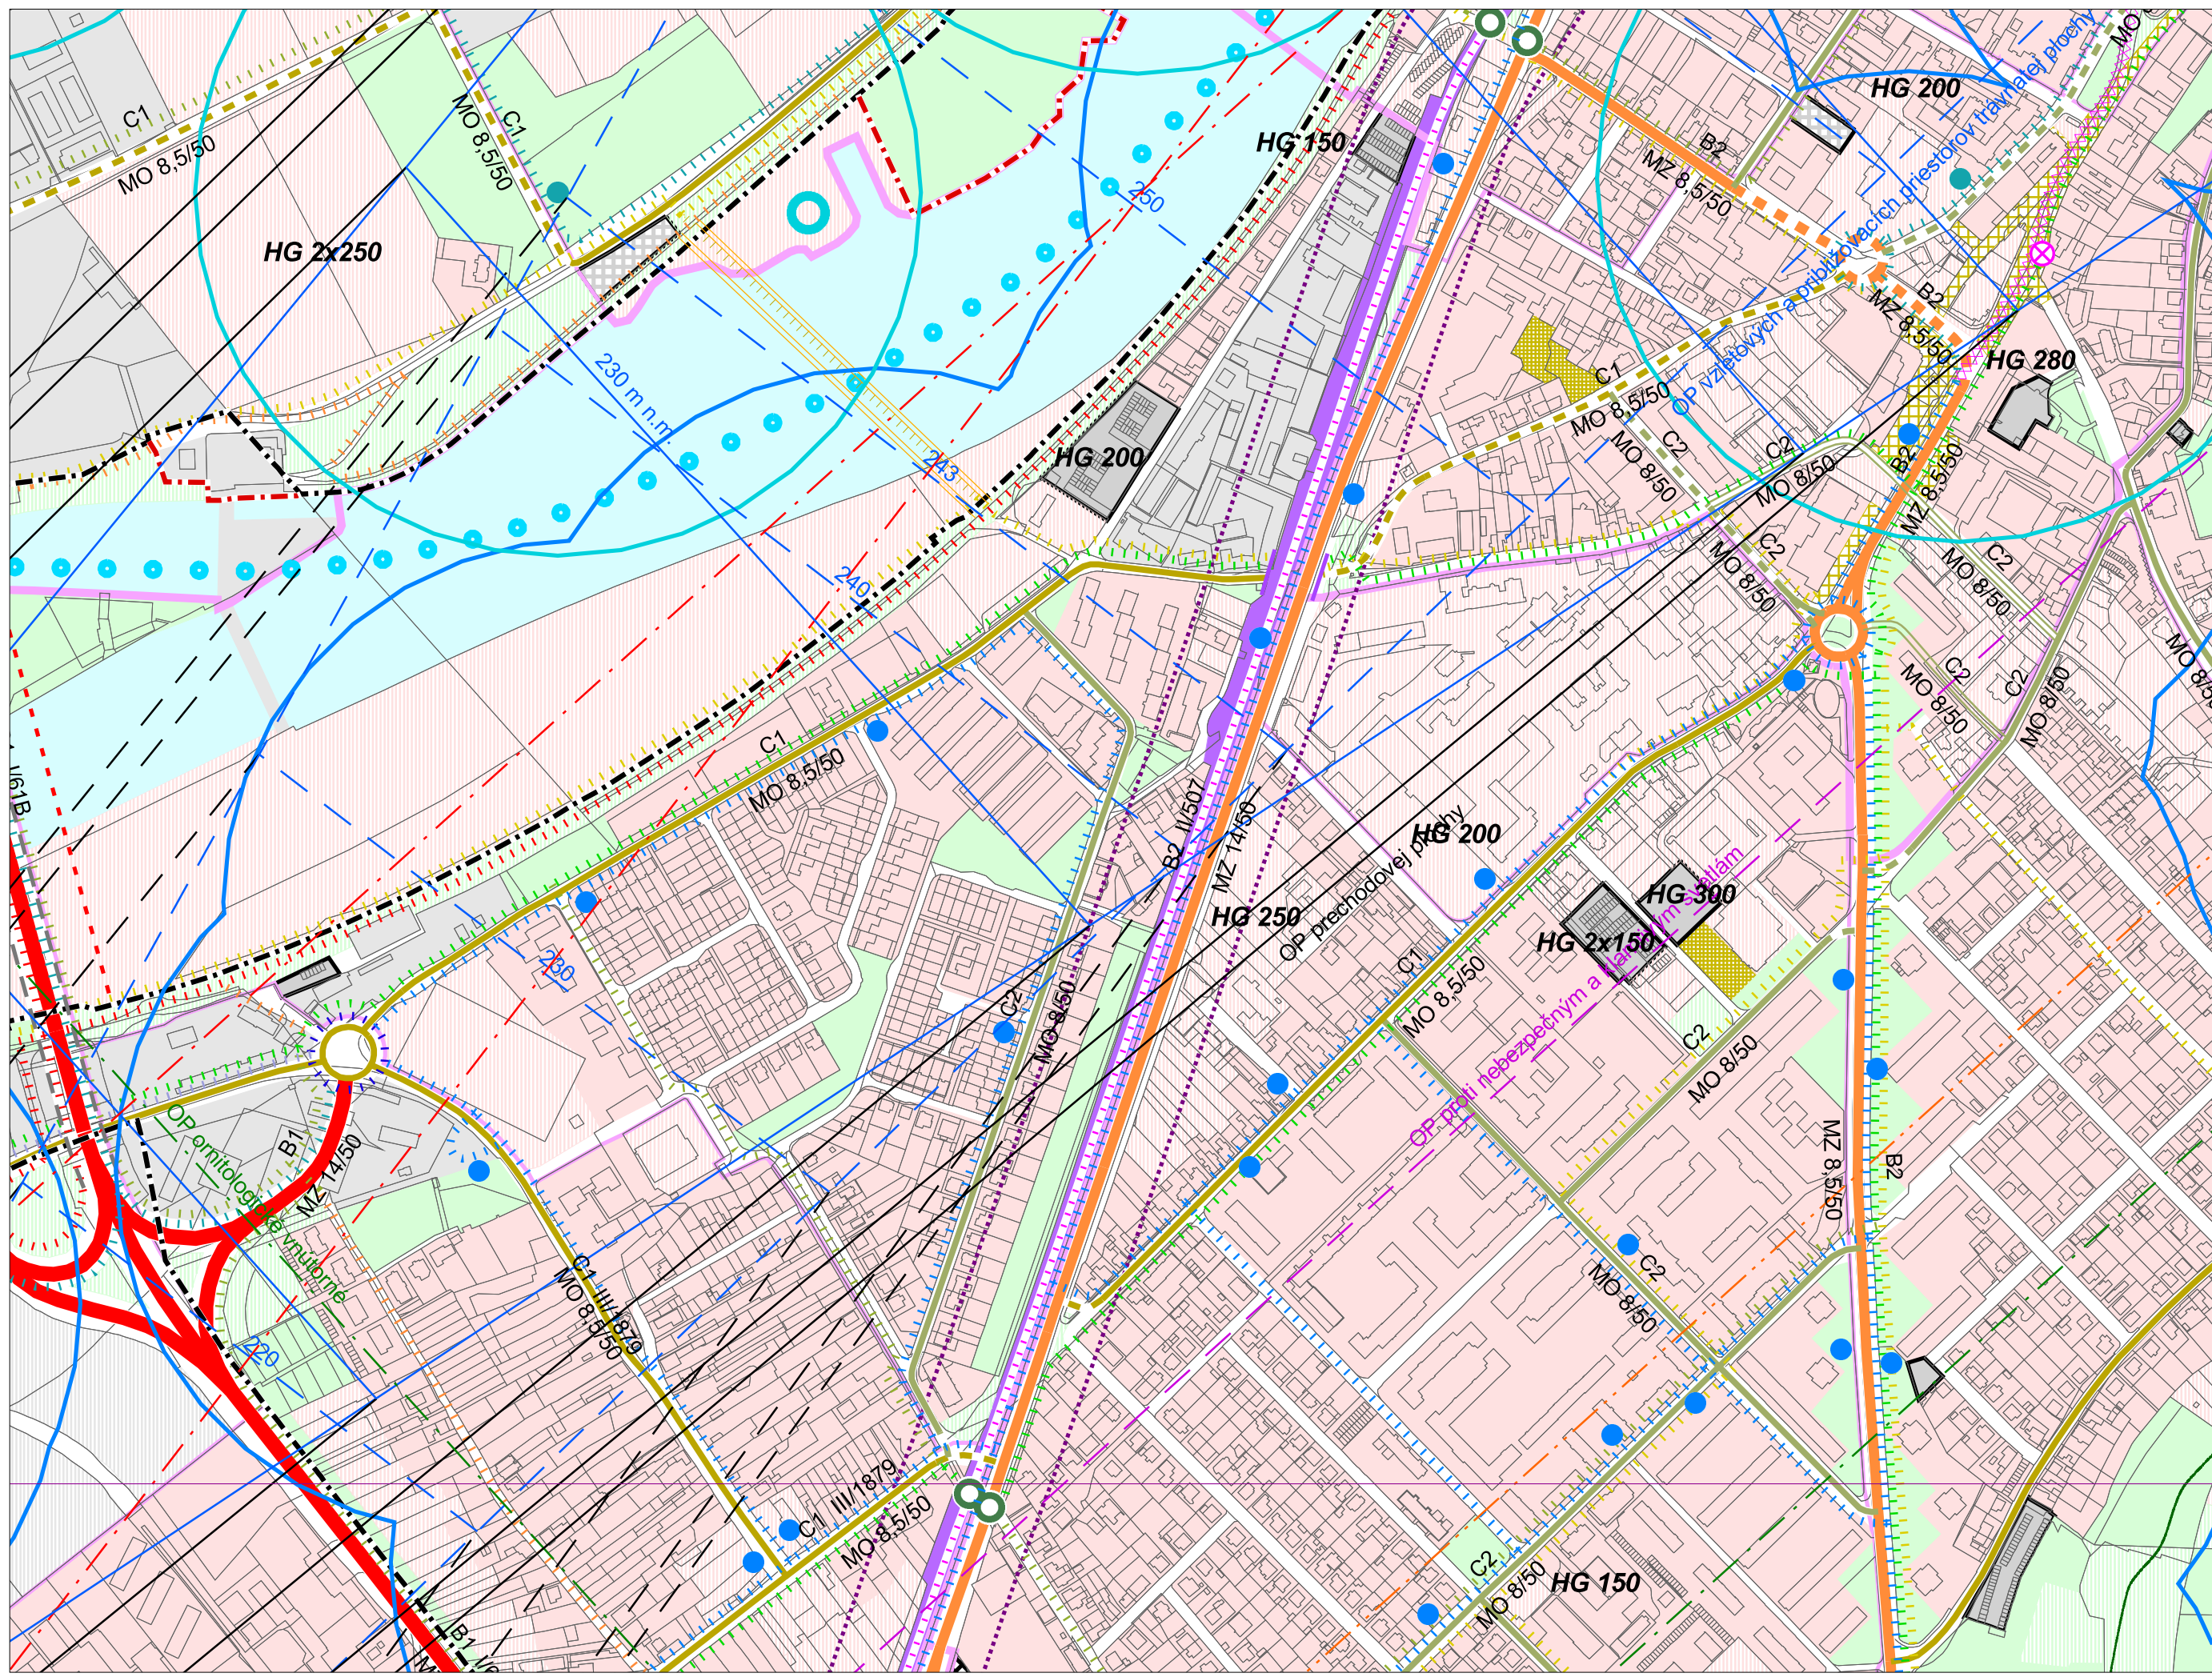 C1
MO 8,5/50
C1
MO 8,5/50
HG 2x250
HG 150
250
B2
MZ 8,5/50
HG 200
OP vzletových a približovacích priestorov trávnatej plochy
MO
B2
MZ 8,5/50
HG 280
230 m n.m.
243
HG 200
C1
MO 8,5/50
C2
MO 8/50
C2
MO 8/50
B2
MZ 8,5/50
240
C2
MO 8/50
C2
MO 8/50
C2
MO 8/50
C2
MO 8/50
MO 8/50
I/61B
C1
MO 8,5/50
B2 II/507
MZ 14/50
HG 200
OP prechodovej plochy
HG 250
HG 300
HG 2x150
OP proti nebezpečným a klamlivým svetlám
230
C2
MO 8/50
C1
MO 8,5/50
C2
MO 8/50
B1
MZ 14/50
OP ornitologické vnútorné
MZ 8,5/50
B2
C1 III/1879
MO 8,5/50
C2
MO 8/50
220
C1 III/1879
MO 8,5/50
C2
MO 8/50
HG 150
B1